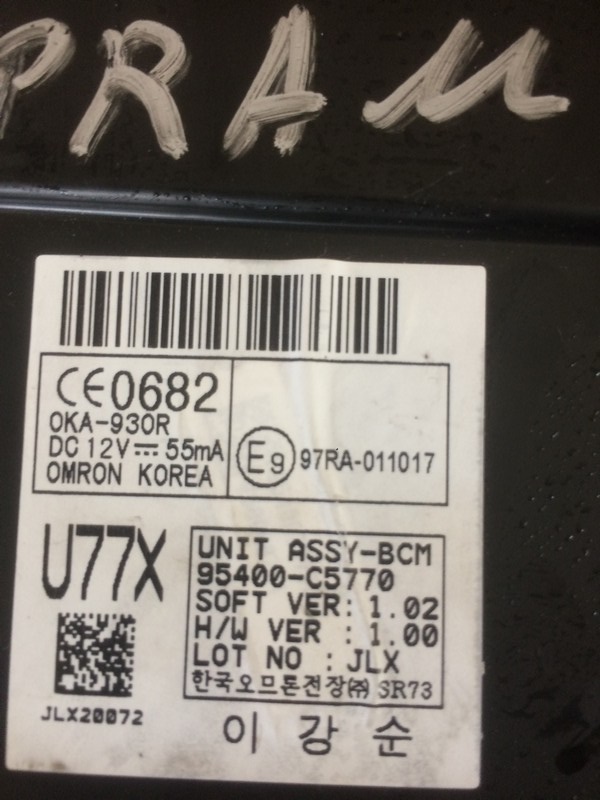 PRAM
CE0682
OKA-930R
DC 12V⎓ 55mA
OMRON KOREA
E9 97RA-011017
U77X
JLX20072
UNIT ASSY-BCM
95400-C5770
SOFT VER: 1.02
H/W VER : 1.00
LOT NO : JLX
한국오므론전장㈜ SR73
이 강 순